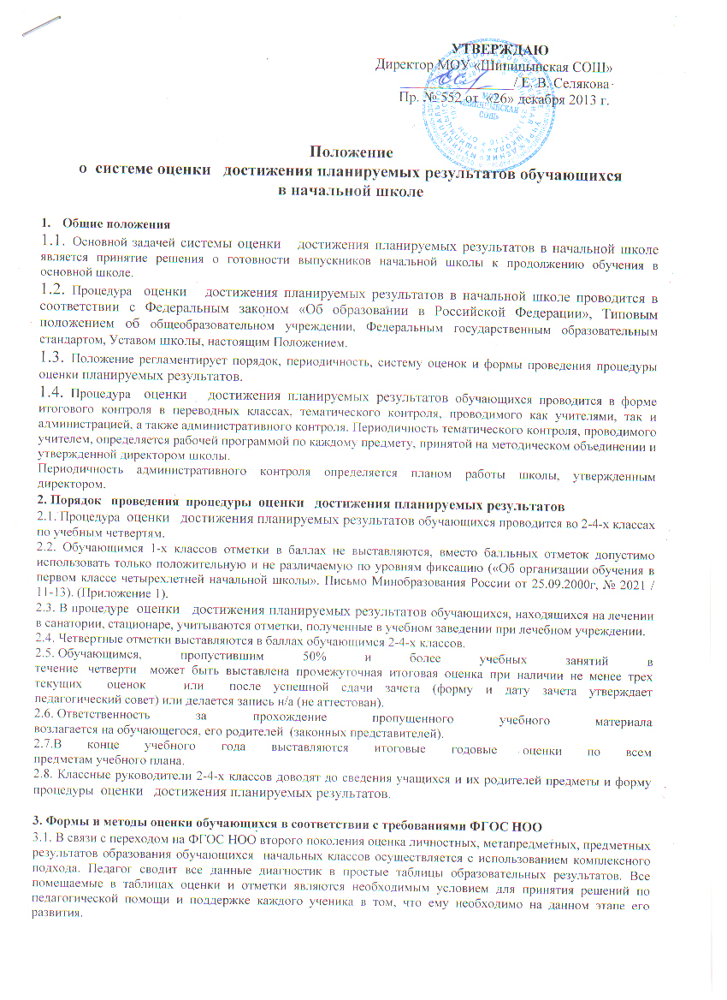 УТВЕРЖДАЮ
Директор МОУ «Шипицынская СОШ»
/ Е. В. Селякова
Пр. № 552 от «26» декабря 2013 г.
Положение
о системе оценки достижения планируемых результатов обучающихся
в начальной школе
1. Общие положения
1.1. Основной задачей системы оценки достижения планируемых результатов в начальной школе
является принятие решения о готовности выпускников начальной школы к продолжению обучения в
основной школе.
1.2. Процедура оценки достижения планируемых результатов в начальной школе проводится в
соответствии с Федеральным законом «Об образовании в Российской Федерации», Типовым
положением об общеобразовательном учреждении, Федеральным государственным образовательным
стандартом, Уставом школы, настоящим Положением.
1.3. Положение регламентирует порядок, периодичность, систему оценок и формы проведения процедуры
оценки планируемых результатов.
1.4. Процедура оценки достижения планируемых результатов обучающихся проводится в форме
итогового контроля в переводных классах, тематического контроля, проводимого как учителями, так и
администрацией, а также административного контроля. Периодичность тематического контроля, проводимого
учителем, определяется рабочей программой по каждому предмету, принятой на методическом объединении и
утвержденной директором школы.
Периодичность административного контроля определяется планом работы школы, утвержденным
директором.
2. Порядок проведения процедуры оценки достижения планируемых результатов
2.1. Процедура оценки достижения планируемых результатов обучающихся проводится во 2-4-х классах
по учебным четвертям.
2.2. Обучающимся 1-х классов отметки в баллах не выставляются, вместо балльных отметок допустимо
использовать только положительную и не различаемую по уровням фиксацию («Об организации обучения в
первом классе четырехлетней начальной школы». Письмо Минобразования России от 25.09.2000г, № 2021 /
11-13). (Приложение 1).
2.3. В процедуре оценки достижения планируемых результатов обучающихся, находящихся на лечении
в санатории, стационаре, учитываются отметки, полученные в учебном заведении при лечебном учреждении.
2.4. Четвертные отметки выставляются в баллах обучающимся 2-4-х классов.
2.5. Обучающимся, пропустившим 50% и более учебных занятий в
течение четверти может быть выставлена промежуточная итоговая оценка при наличии не менее трех
текущих оценок или после успешной сдачи зачета (форму и дату зачета утверждает
педагогический совет) или делается запись н/а (не аттестован).
2.6. Ответственность за прохождение пропущенного учебного материала
возлагается на обучающегося, его родителей (законных представителей).
2.7.В конце учебного года выставляются итоговые годовые оценки по всем
предметам учебного плана.
2.8. Классные руководители 2-4-х классов доводят до сведения учащихся и их родителей предметы и форму
процедуры оценки достижения планируемых результатов.
3. Формы и методы оценки обучающихся в соответствии с требованиями ФГОС НОО
3.1. В связи с переходом на ФГОС НОО второго поколения оценка личностных, метапредметных, предметных
результатов образования обучающихся начальных классов осуществляется с использованием комплексного
подхода. Педагог сводит все данные диагностик в простые таблицы образовательных результатов. Все
помещаемые в таблицах оценки и отметки являются необходимым условием для принятия решений по
педагогической помощи и поддержке каждого ученика в том, что ему необходимо на данном этапе его
развития.